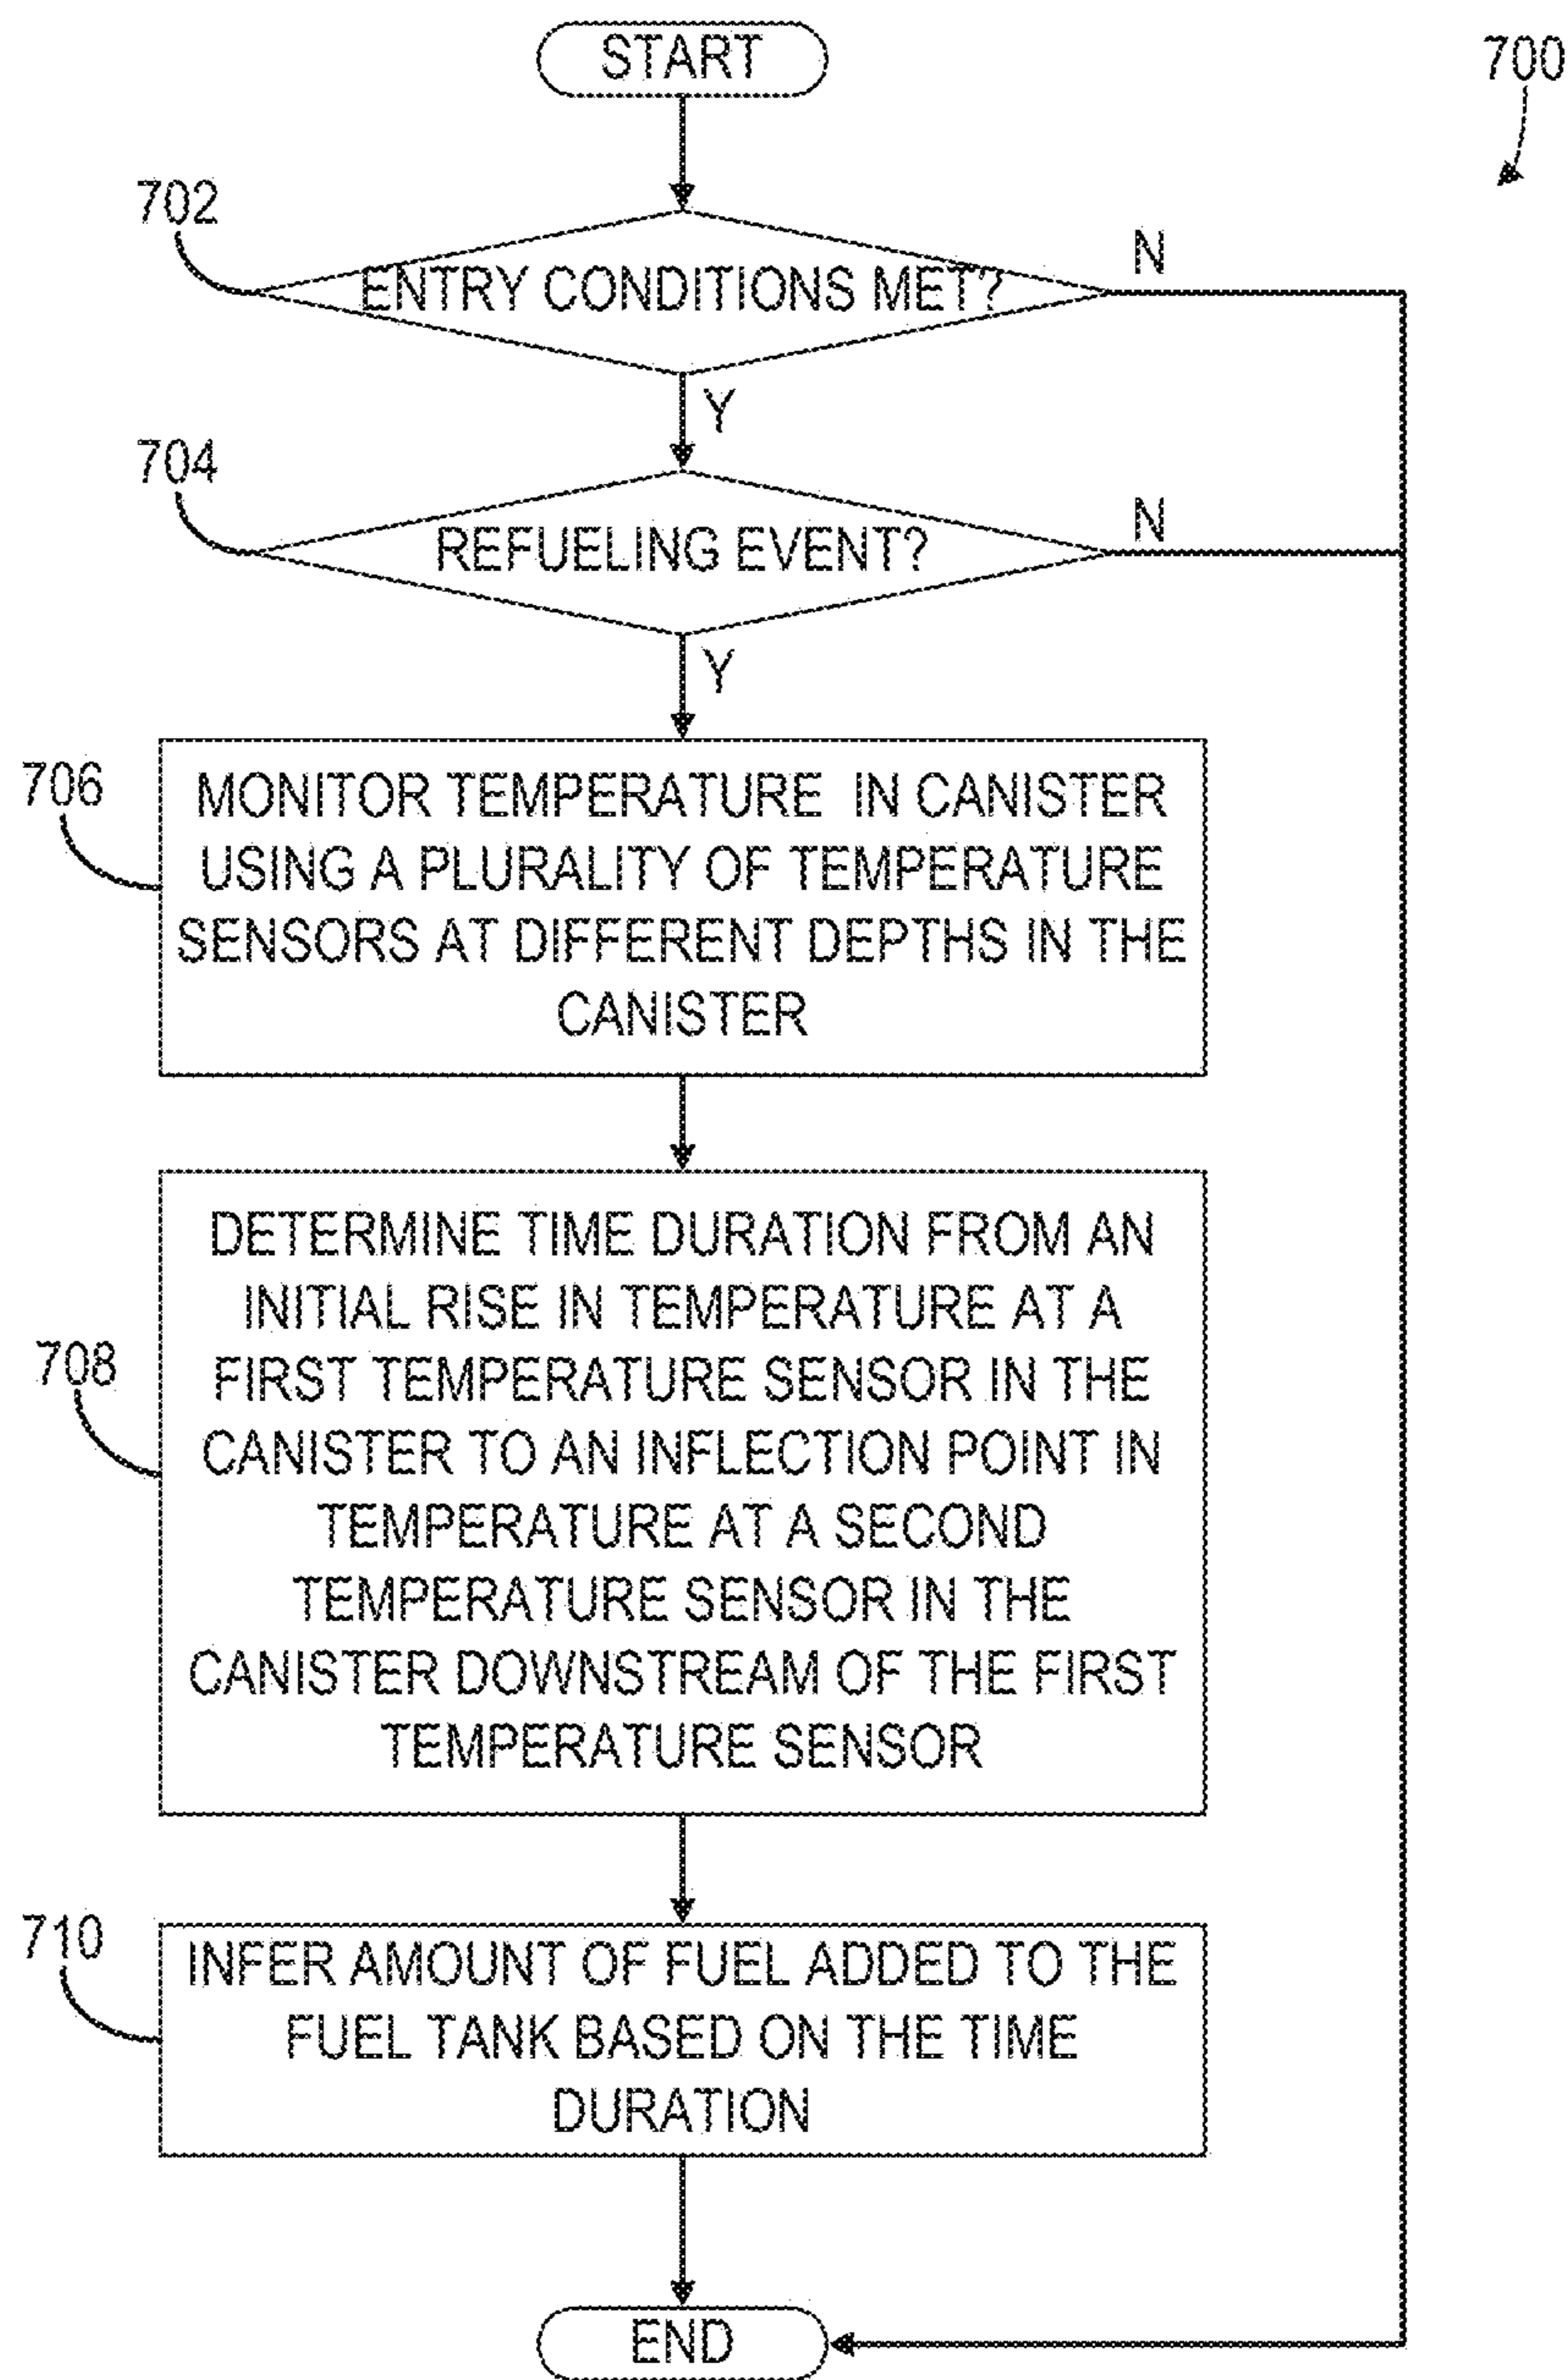 START
700
702
ENTRY CONDITIONS MET?
N
Y
704
REFUELING EVENT?
N
Y
706
MONITOR TEMPERATURE IN CANISTER
USING A PLURALITY OF TEMPERATURE
SENSORS AT DIFFERENT DEPTHS IN THE
CANISTER
708
DETERMINE TIME DURATION FROM AN
INITIAL RISE IN TEMPERATURE AT A
FIRST TEMPERATURE SENSOR IN THE
CANISTER TO AN INFLECTION POINT IN
TEMPERATURE AT A SECOND
TEMPERATURE SENSOR IN THE
CANISTER DOWNSTREAM OF THE FIRST
TEMPERATURE SENSOR
710
INFER AMOUNT OF FUEL ADDED TO THE
FUEL TANK BASED ON THE TIME
DURATION
END